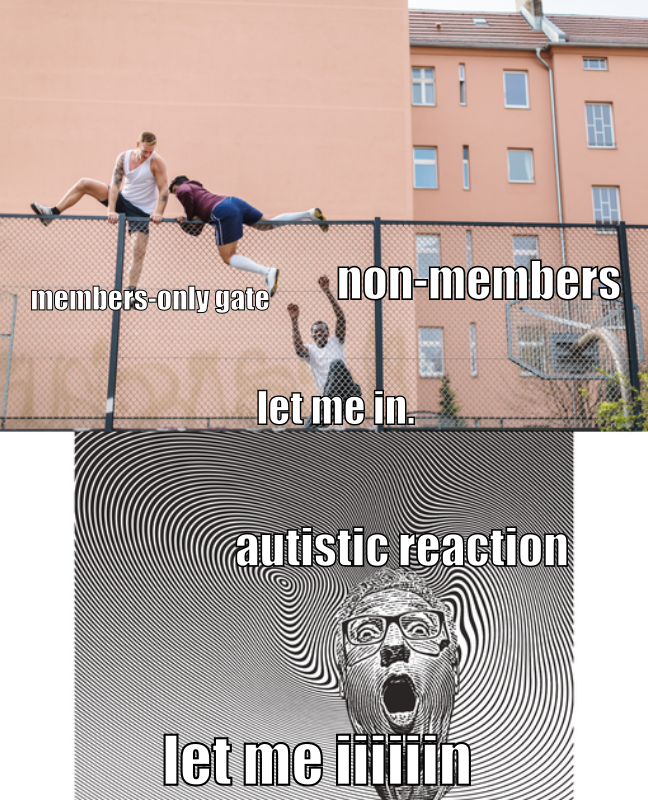 non-members
members-only gate
let me in.
autistic reaction
let me iiiiiin